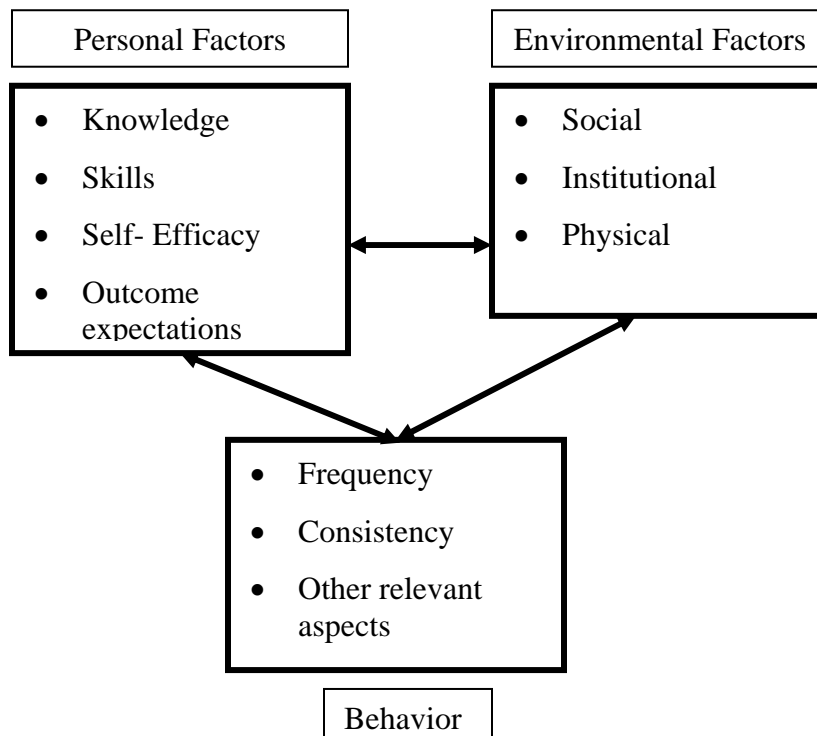 Personal Factors
Environmental Factors
• Knowledge
• Skills
• Self- Efficacy
• Outcome
expectations
• Social
• Institutional
• Physical
• Frequency
• Consistency
• Other relevant
aspects
Behavior